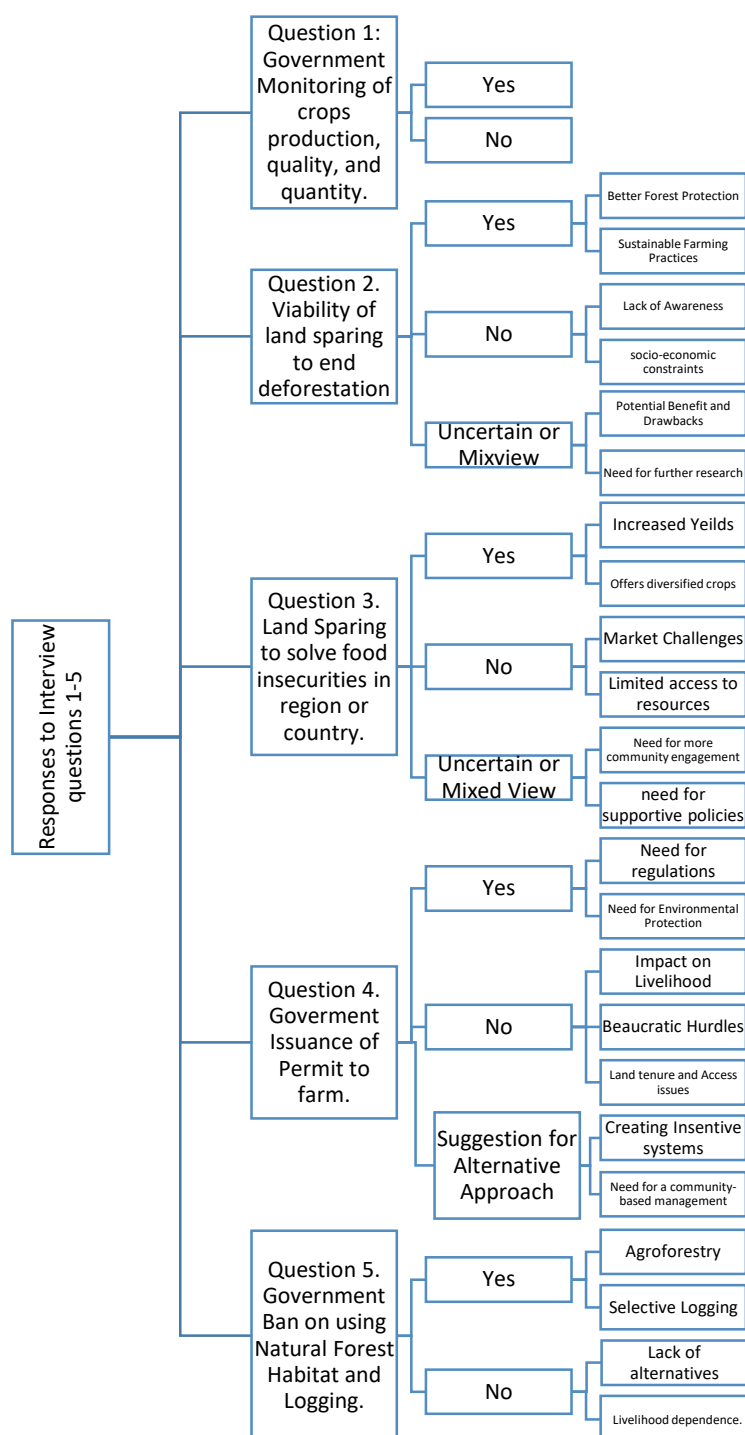 Responses to Interview
questions 1-5
Question 1:
Government
Monitoring of
crops
production,
quality, and
quantity.
Yes
No
Question 2.
Viability of
land sparing
to end
deforestation
Yes
Better Forest Protection
Sustainable Farming
Practices
No
Lack of Awareness
socio-economic
constraints
Uncertain or
Mixview
Potential Benefit and
Drawbacks
Need for further research
Question 3.
Land Sparing
to solve food
insecurities in
region or
country.
Yes
Increased Yeilds
Offers diversified crops
No
Market Challenges
Limited access to
resources
Uncertain or
Mixed View
Need for more
community engagement
need for
supportive policies
Question 4.
Goverment
Issuance of
Permit to
farm.
Yes
Need for
regulations
Need for Environmental
Protection
No
Impact on
Livelihood
Beaucratic Hurdles
Land tenure and Access
issues
Suggestion for
Alternative
Approach
Creating Insentive
systems
Need for a community-
based management
Question 5.
Government
Ban on using
Natural Forest
Habitat and
Logging.
Yes
Agroforestry
Selective Logging
No
Lack of
alternatives
Livelihood dependence.